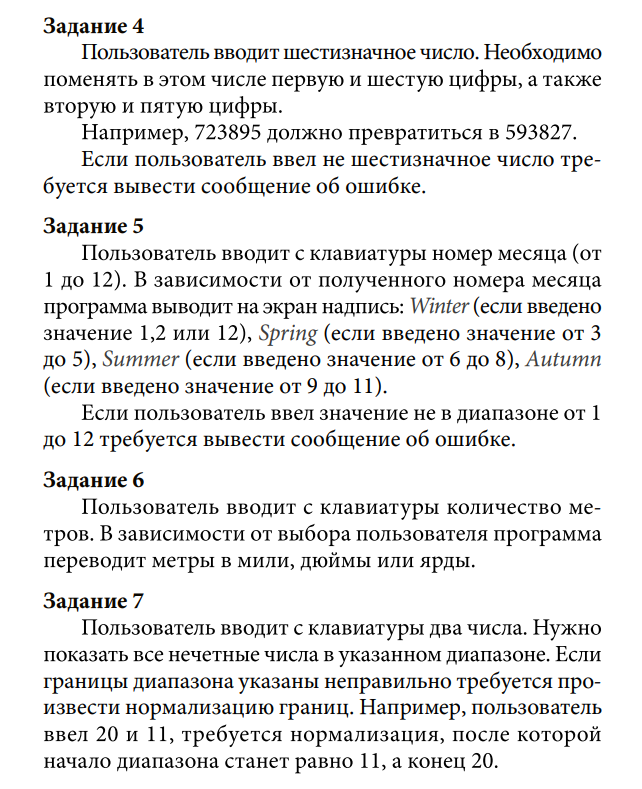 Задание 4
Пользователь вводит шестизначное число. Необходимо
поменять в этом числе первую и шестую цифры, а также
вторую и пятую цифры.
Например, 723895 должно превратиться в 593827.
Если пользователь ввел не шестизначное число тре-
буется вывести сообщение об ошибке.
Задание 5
Пользователь вводит с клавиатуры номер месяца (от
1 до 12). В зависимости от полученного номера месяца
программа выводит на экран надпись: Winter (если введено
значение 1,2 или 12), Spring (если введено значение от 3
до 5), Summer (если введено значение от 6 до 8), Autumn
(если введено значение от 9 до 11).
Если пользователь ввел значение не в диапазоне от 1
до 12 требуется вывести сообщение об ошибке.
Задание 6
Пользователь вводит с клавиатуры количество ме-
тров. В зависимости от выбора пользователя программа
переводит метры в мили, дюймы или ярды.
Задание 7
Пользователь вводит с клавиатуры два числа. Нужно
показать все нечетные числа в указанном диапазоне. Если
границы диапазона указаны неправильно требуется про-
извести нормализацию границ. Например, пользователь
ввел 20 и 11, требуется нормализация, после которой
начало диапазона станет равно 11, а конец 20.